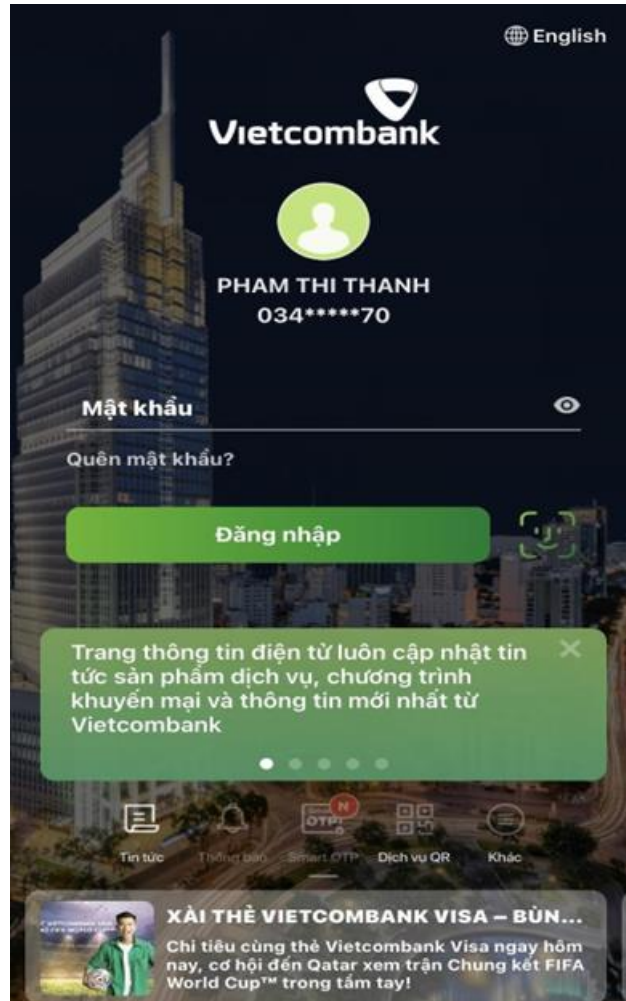 English
Vietcombank
PHAM THI THANH
034*****70
Mật khẩu
Quên mật khẩu?
Đăng nhập
Trang thông tin điện tử luôn cập nhật tin
tức sản phẩm dịch vụ, chương trình
khuyến mại và thông tin mới nhất từ
Vietcombank
N
OTP
Tin tức Thông báo Smart OTP Dịch vụ QR Khác
XÀI THẺ VIETCOMBANK VISA – BÙN...
Chi tiêu cùng thẻ Vietcombank Visa ngay hôm
nay, cơ hội đến Qatar xem trận Chung kết FIFA
World Cup™ trong tầm tay!